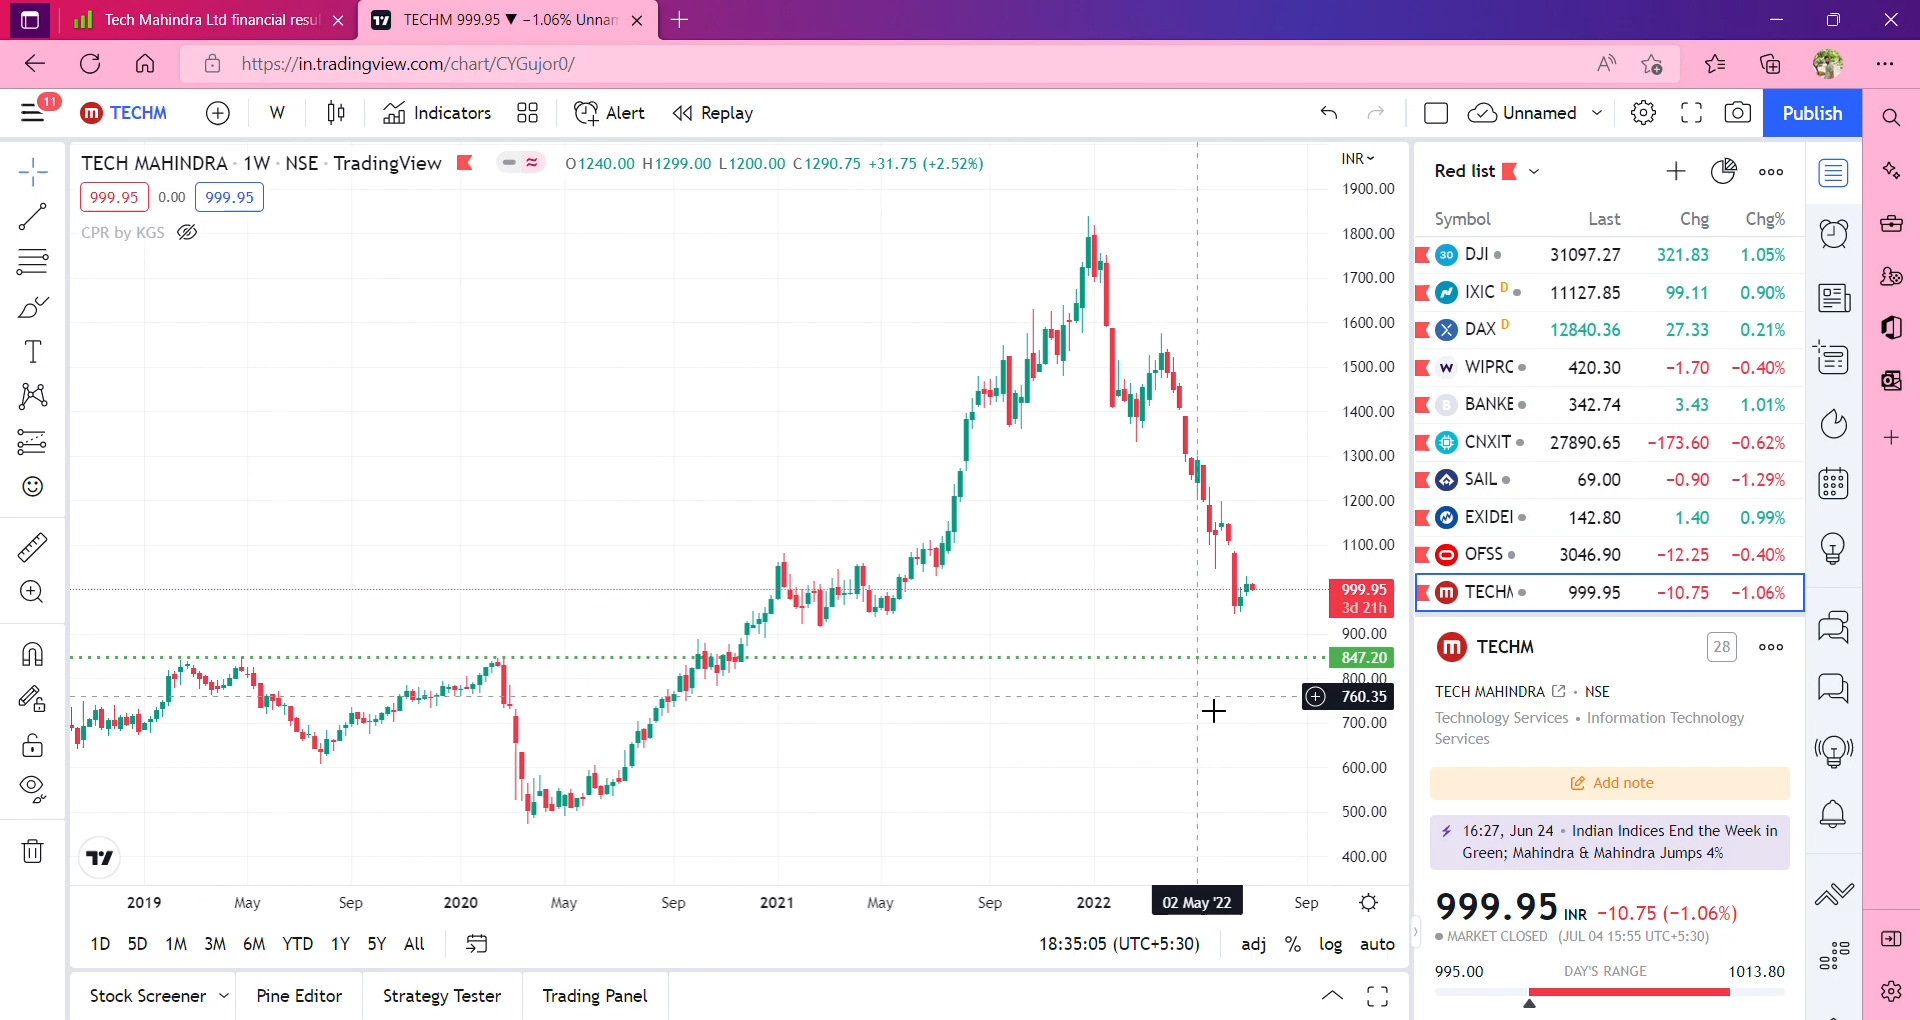 Tech Mahindra Ltd financial resu
TECHM 999.95 ▼ −1.06% Unnam
https://in.tradingview.com/chart/CYGujor0/
11
TECHM
W
Indicators
Alert
Replay
Unnamed
Publish
TECH MAHINDRA · 1W · NSE · TradingView
O1240.00 H1299.00 L1200.00 C1290.75 +31.75 (+2.52%)
999.95 0.00 999.95
CPR by KGS
INR
1900.00
1800.00
1700.00
1600.00
1500.00
1400.00
1300.00
1200.00
1100.00
999.95
3d 21h
900.00
847.20
800.00
760.35
700.00
600.00
500.00
400.00
2019 May Sep 2020 May Sep 2021 May Sep 2022 02 May '22 Sep
1D 5D 1M 3M 6M YTD 1Y 5Y All
18:35:05 (UTC+5:30) adj % log auto
Stock Screener Pine Editor Strategy Tester Trading Panel
Red list
Symbol Last Chg Chg%
30 DJI 31097.27 321.83 1.05%
IXIC D 11127.85 99.11 0.90%
DAX D 12840.36 27.33 0.21%
W WIPRO 420.30 −1.70 −0.40%
B BANKE 342.74 3.43 1.01%
CNXIT 27890.65 −173.60 −0.62%
SAIL 69.00 −0.90 −1.29%
EXIDEI 142.80 1.40 0.99%
OFSS 3046.90 −12.25 −0.40%
TECHM 999.95 −10.75 −1.06%
TECHM
28
TECH MAHINDRA • NSE
Technology Services • Information Technology
Services
Add note
16:27, Jun 24 • Indian Indices End the Week in
Green; Mahindra & Mahindra Jumps 4%
999.95 INR −10.75 (−1.06%)
MARKET CLOSED (JUL 04 15:55 UTC+5:30)
995.00 DAY'S RANGE 1013.80